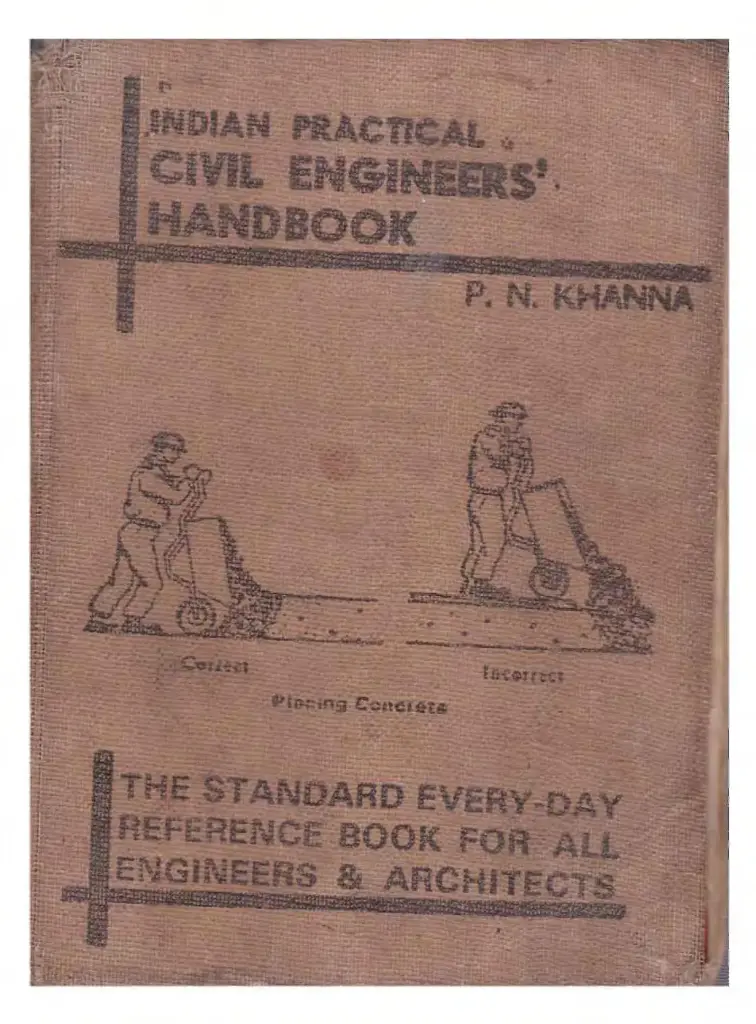 INDIAN PRACTICAL
CIVIL ENGINEERS'
HANDBOOK
P. N. KHANNA
Correct
Incorrect
Placing Concrete
THE STANDARD EVERY-DAY
REFERENCE BOOK FOR ALL
ENGINEERS & ARCHITECTS